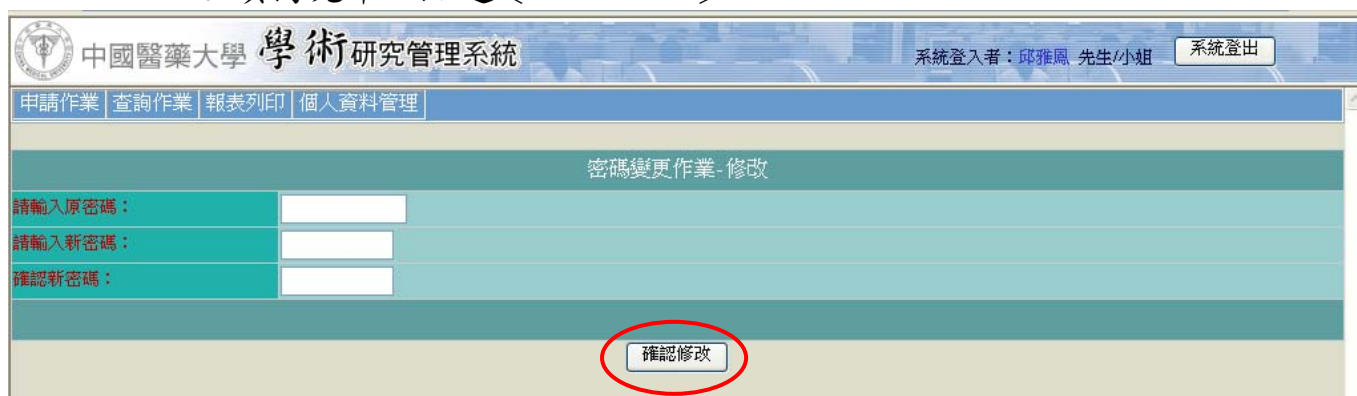 中國醫藥大學 學術研究管理系統 系統登入者：邱雅鳳 先生/小姐 系統登出
申請作業 查詢作業 報表列印 個人資料管理
密碼變更作業-修改
請輸入原密碼：
請輸入新密碼：
確認新密碼：
確認修改